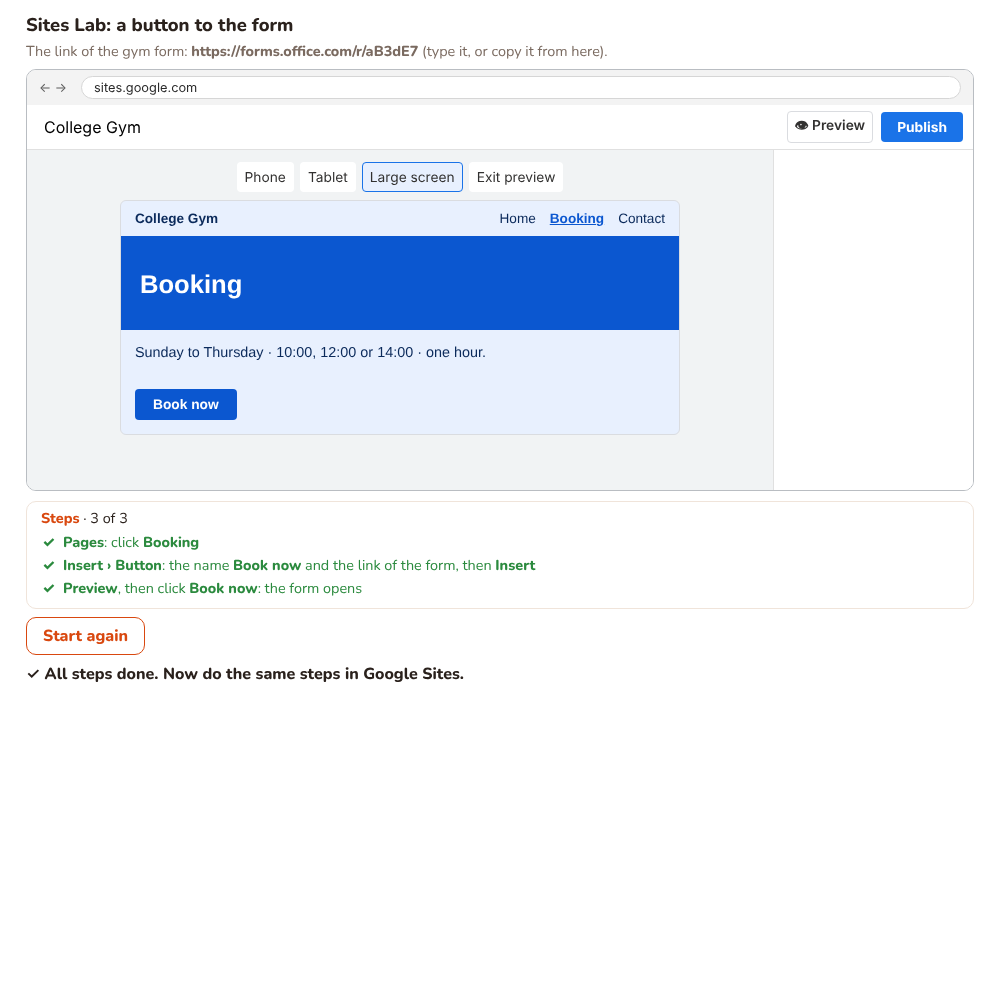 Sites Lab: a button to the form
The link of the gym form: https://forms.office.com/r/aB3dE7 (type it, or copy it from here).
← → sites.google.com
College Gym
Preview
Publish
Phone Tablet Large screen Exit preview
College Gym Home Booking Contact
Booking
Sunday to Thursday · 10:00, 12:00 or 14:00 · one hour.
Book now
Steps · 3 of 3
✓ Pages: click Booking
✓ Insert › Button: the name Book now and the link of the form, then Insert
✓ Preview, then click Book now: the form opens
Start again
✓ All steps done. Now do the same steps in Google Sites.